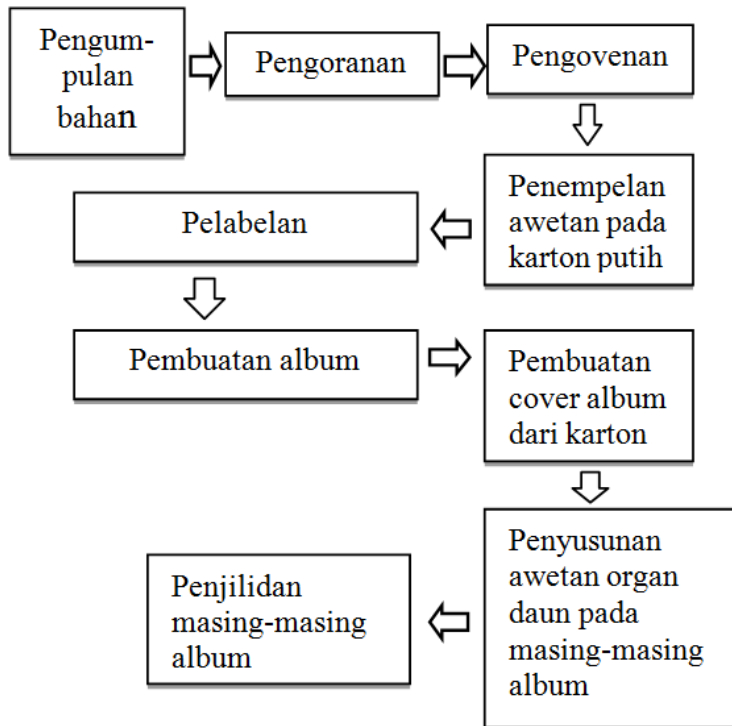 Pengum-
pulan
bahan
Pengoranan
Pengovenan
Penempelan
awetan pada
karton putih
Pelabelan
Pembuatan album
Pembuatan
cover album
dari karton
Penyusunan
awetan organ
daun pada
masing-masing
album
Penjilidan
masing-masing
album